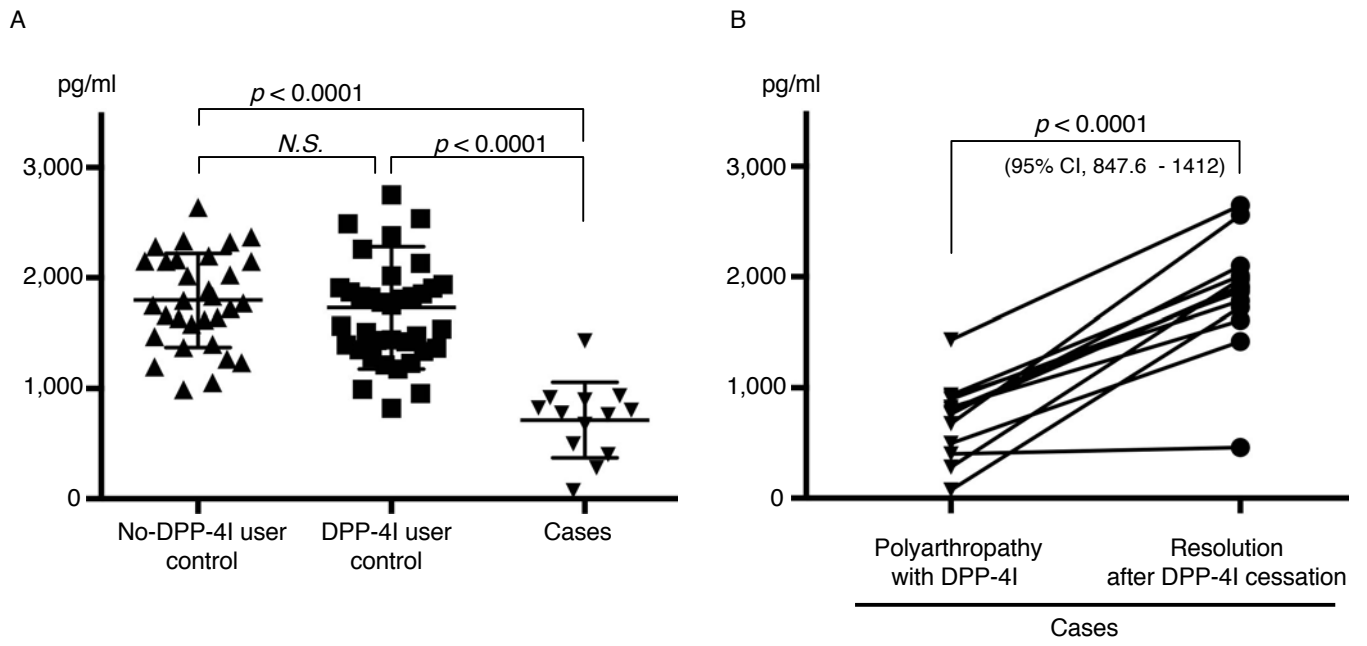 A
pg/ml
p < 0.0001
N.S.
p < 0.0001
3,000
2,000
1,000
0
No-DPP-4I user
control
DPP-4I user
control
Cases
B
pg/ml
p < 0.0001
(95% CI, 847.6 - 1412)
3,000
2,000
1,000
0
Polyarthropathy
with DPP-4I
Resolution
after DPP-4I cessation
Cases